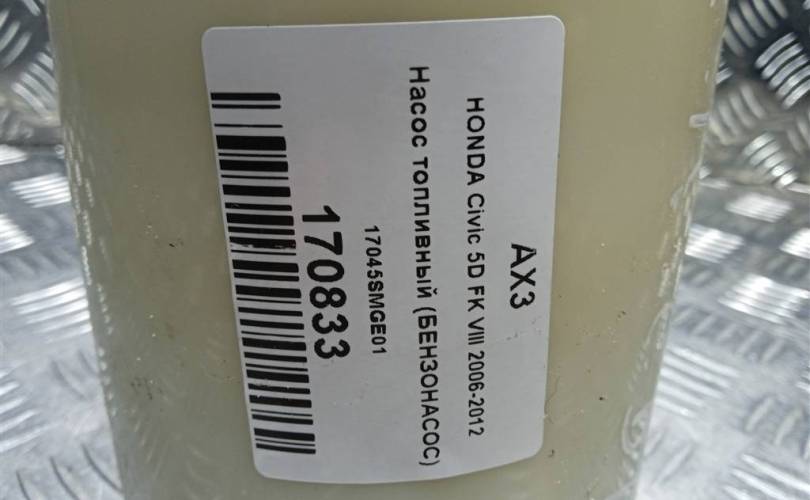 AX3
HONDA Civic 5D FK VIII 2006-2012
Насос топливный (БЕНЗОНАСОС)
17045SMGE01
170833